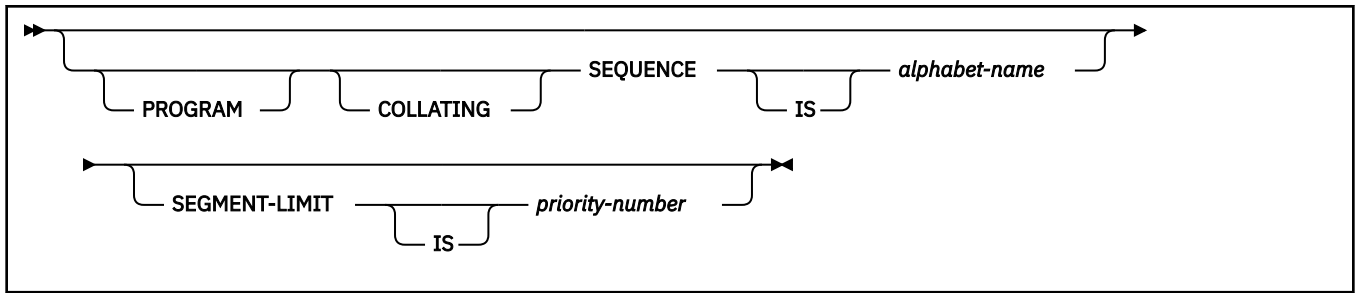 SEQUENCE alphabet-name
PROGRAM COLLATING IS
SEGMENT-LIMIT priority-number
IS